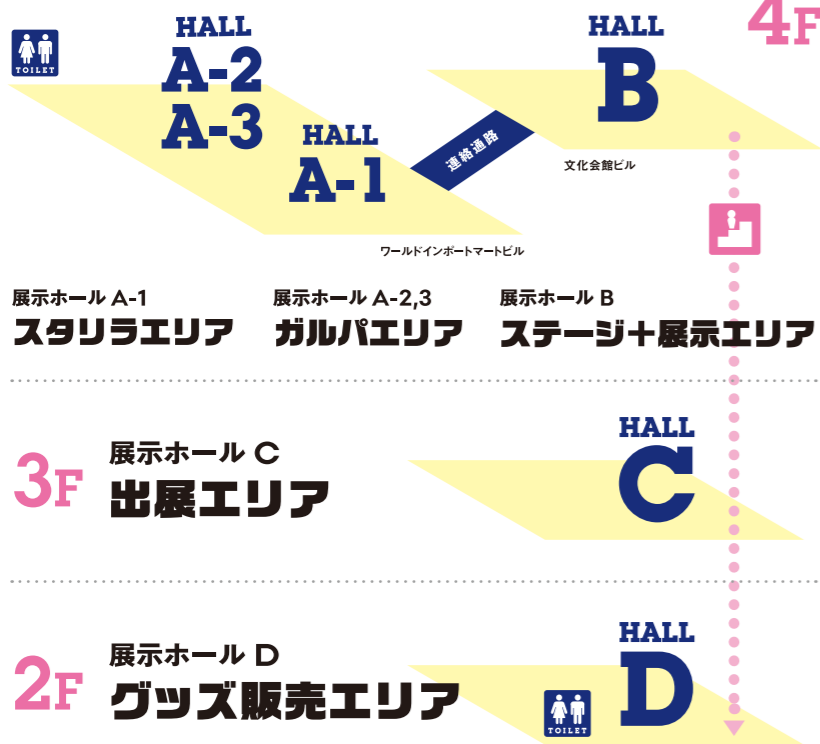 4F
TOILET
HALL
A-2
A-3
HALL
A-1
連絡通路
HALL
B
文化会館ビル
ワールドインポートマートビル
展示ホール A-1
スタリラエリア
展示ホール A-2,3
ガルパエリア
展示ホール B
ステージ＋展示エリア
3F
展示ホール C
出展エリア
HALL
C
2F
展示ホール D
グッズ販売エリア
TOILET
HALL
D